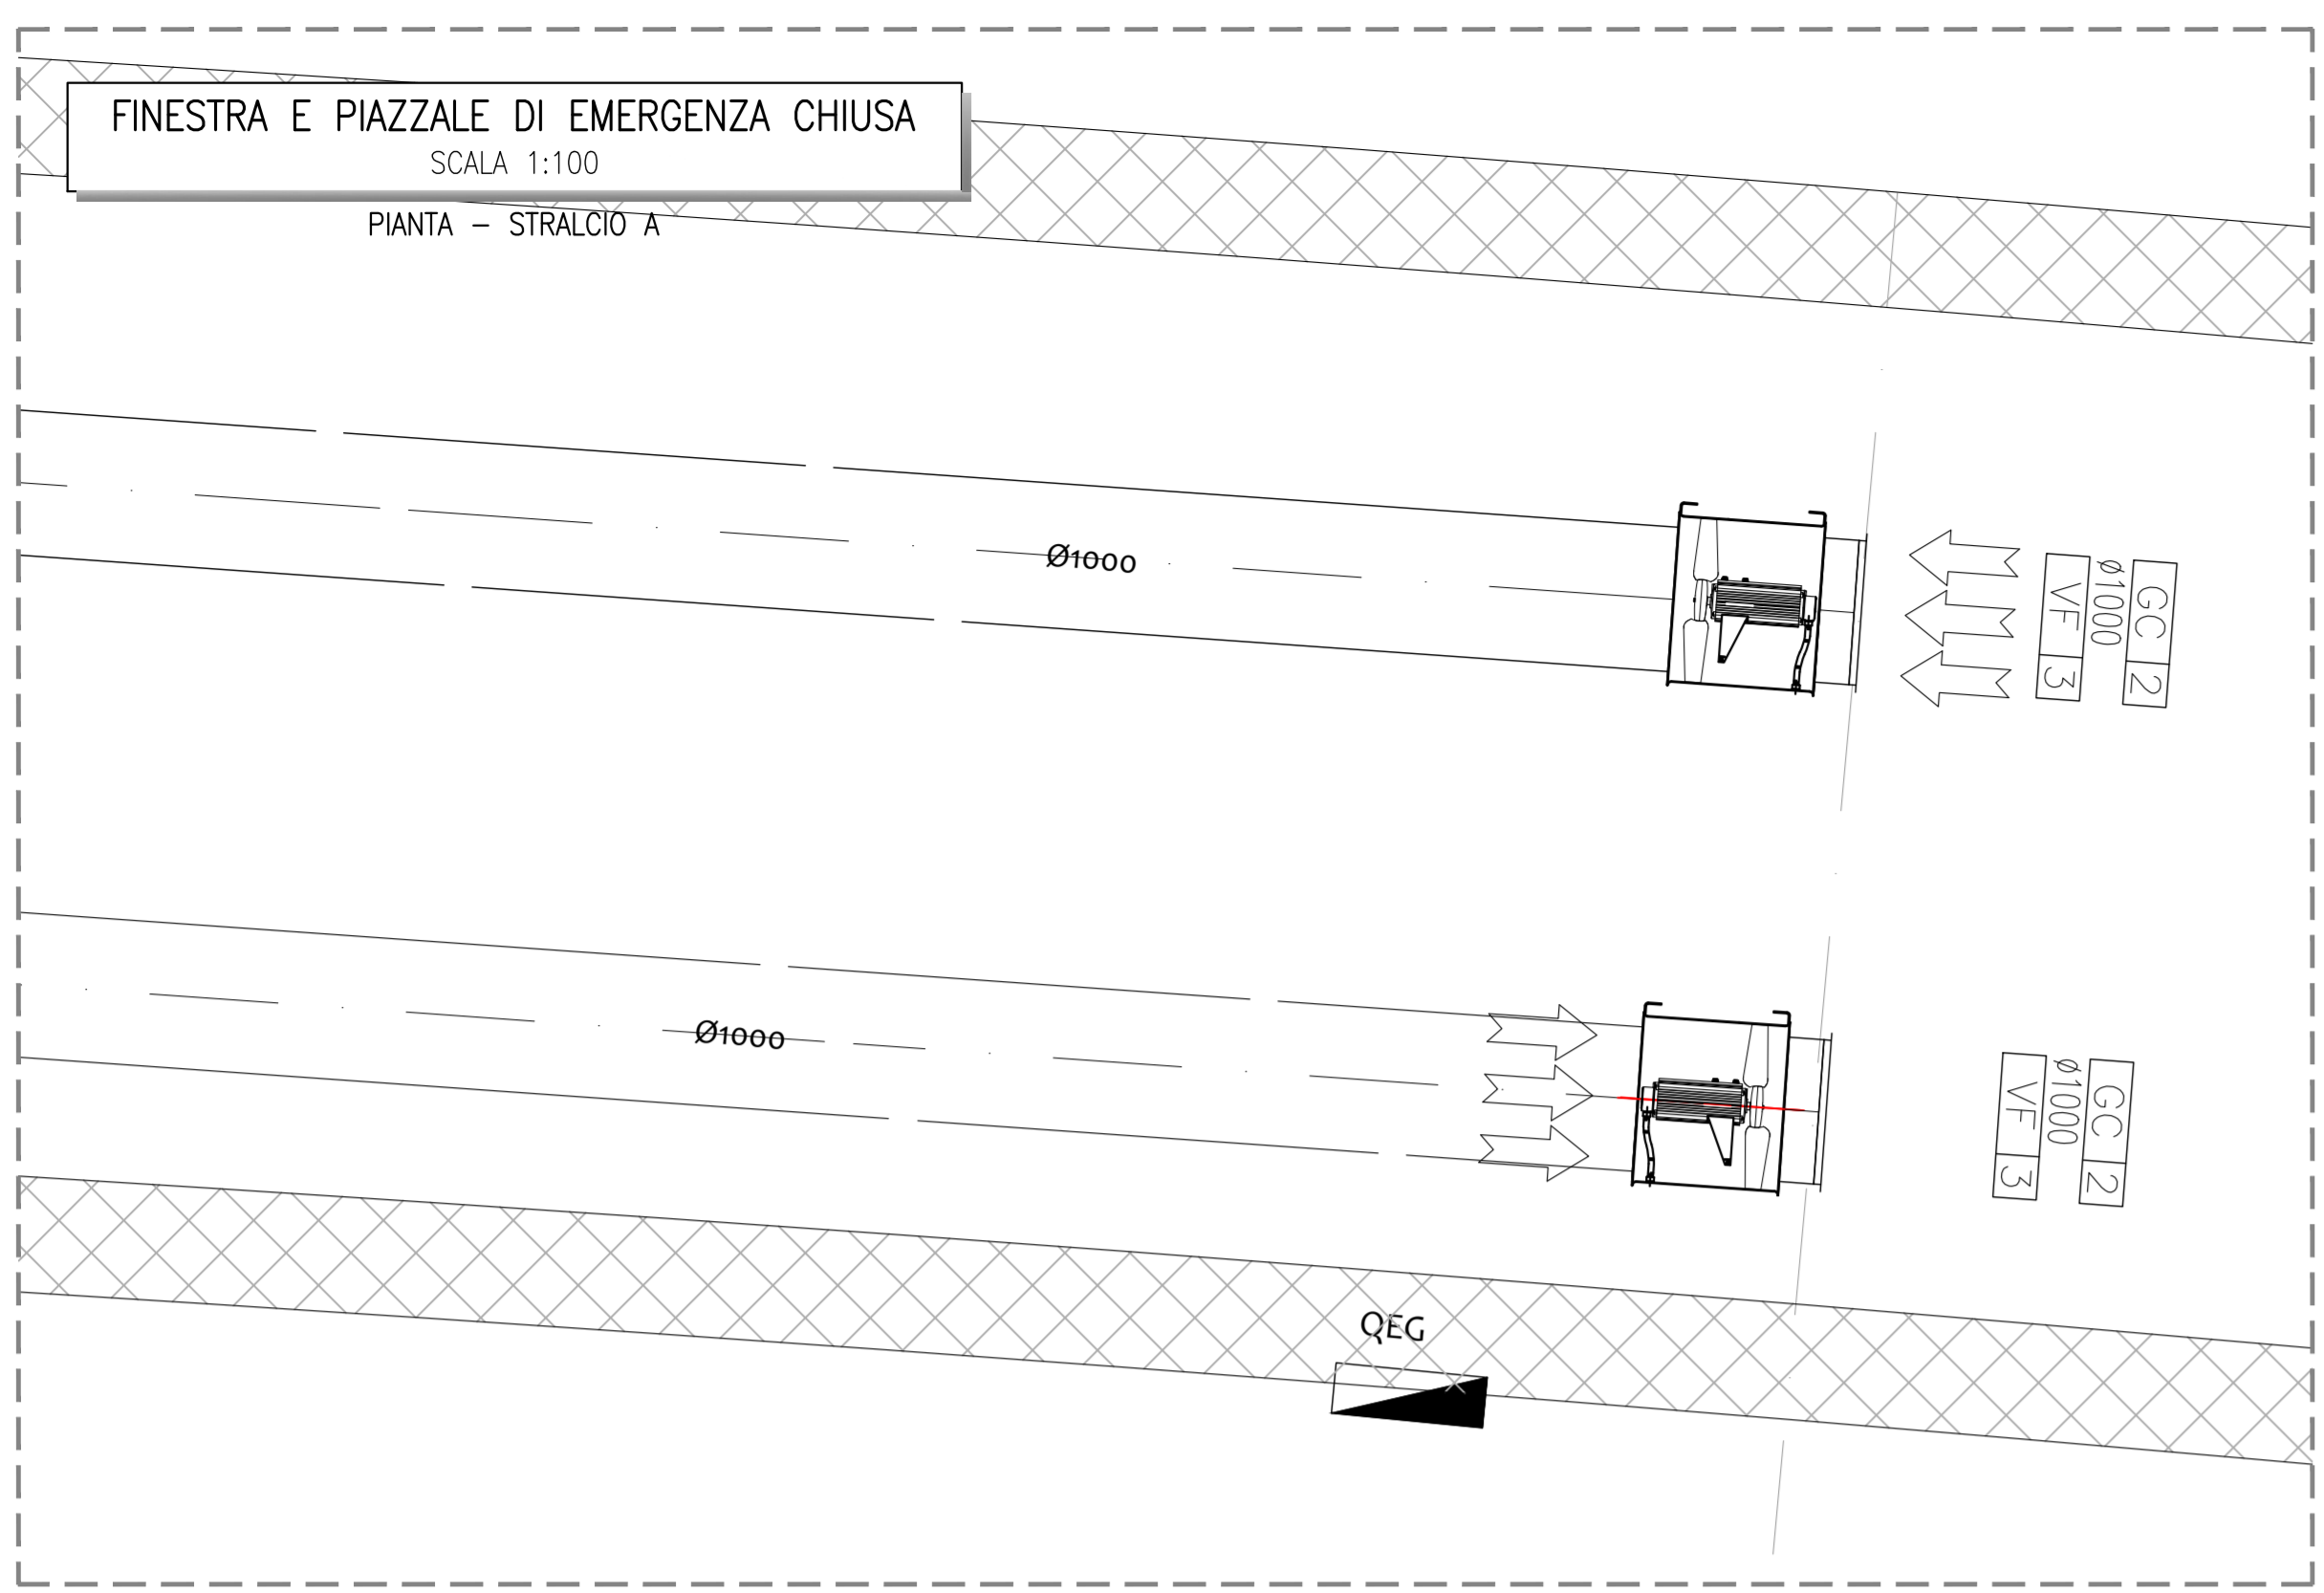 FINESTRA E PIAZZALE DI EMERGENZA CHIUSA
SCALA 1:100
PIANTA – STRALCIO A
Ø1000
GC 2
ø1000
VF 3
Ø1000
GC 2
ø1000
VF 3
QEG